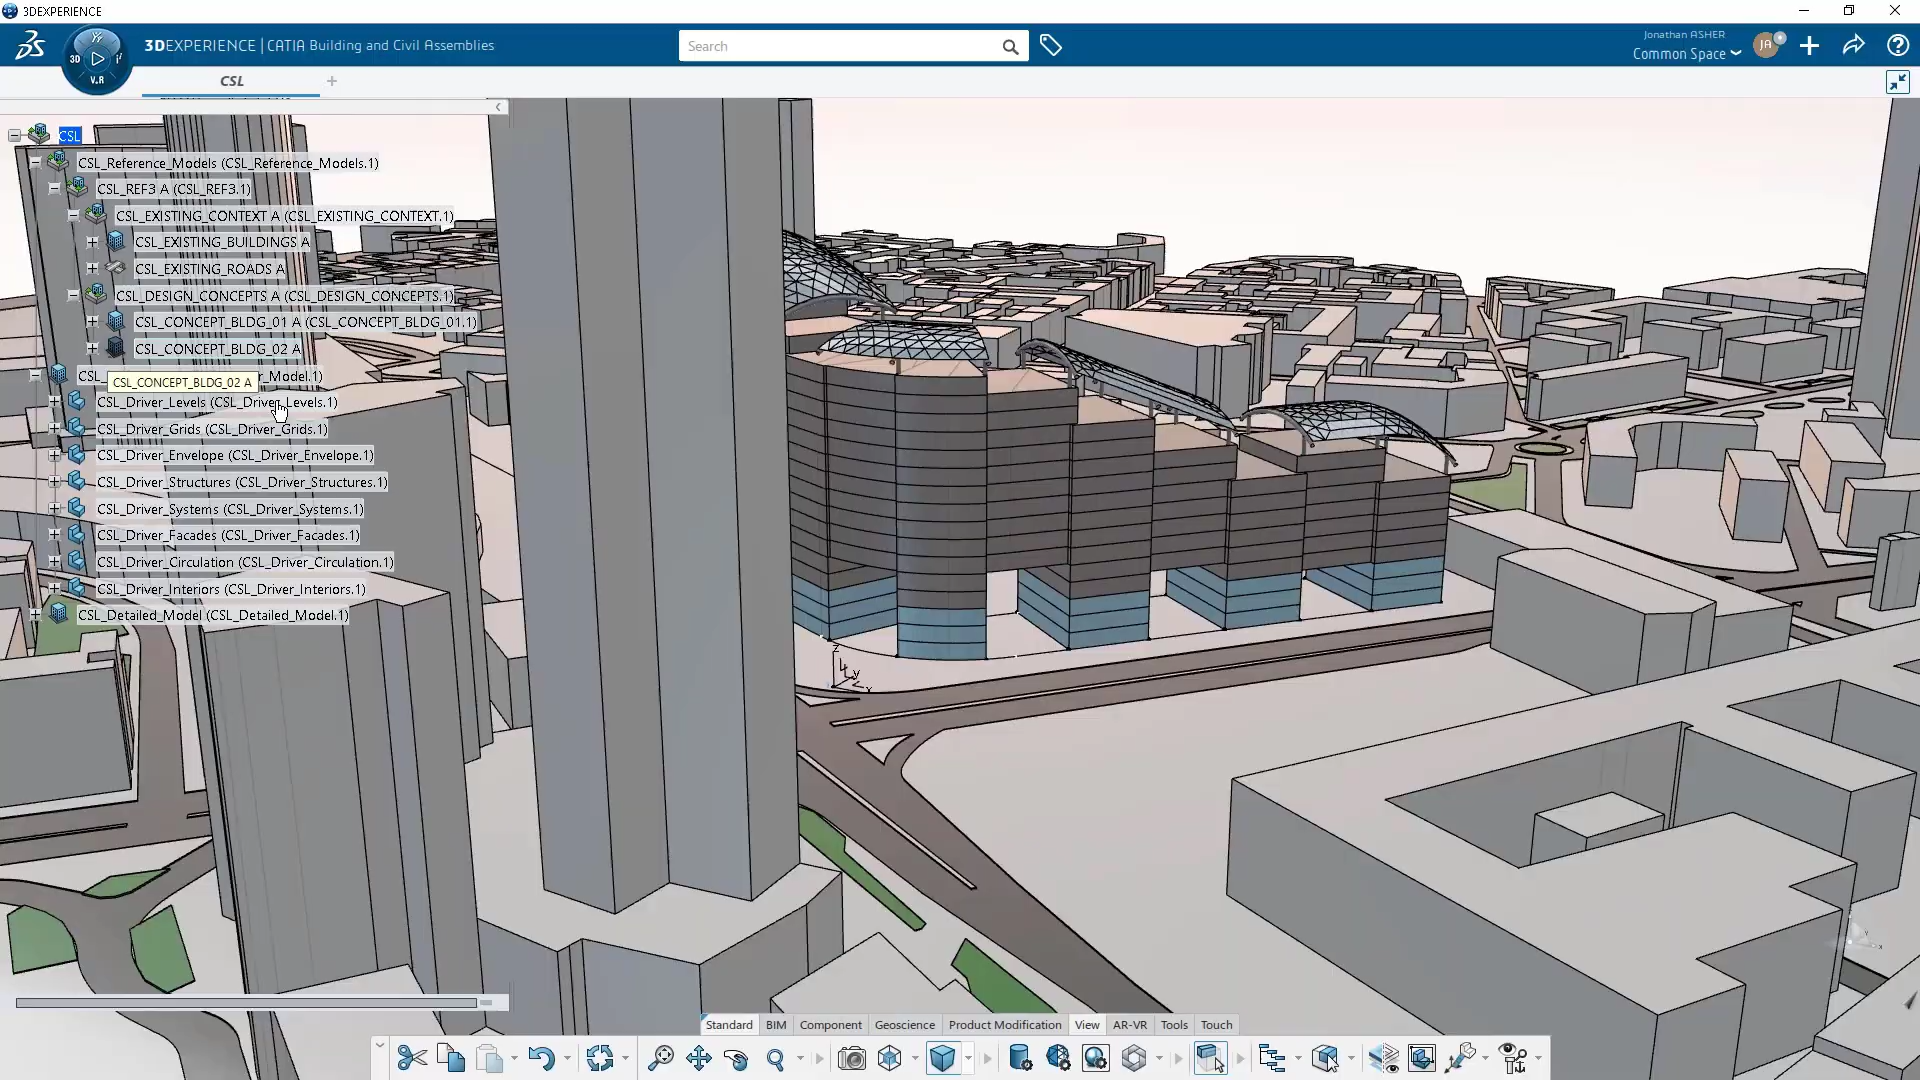 3DEXPERIENCE
3DEXPERIENCE | CATIA Building and Civil Assemblies
Search
Jonathan ASHER
Common Space
JA
3D
V.R
CSL
CSL
CSL_Reference_Models (CSL_Reference_Models.1)
CSL_REF3 A (CSL_REF3.1)
CSL_EXISTING_CONTEXT A (CSL_EXISTING_CONTEXT.1)
CSL_EXISTING_BUILDINGS A
CSL_EXISTING_ROADS A
CSL_DESIGN_CONCEPTS A (CSL_DESIGN_CONCEPTS.1)
CSL_CONCEPT_BLDG_01 A (CSL_CONCEPT_BLDG_01.1)
CSL_CONCEPT_BLDG_02 A
CSL_ r_Model.1)
CSL_CONCEPT_BLDG_02 A
CSL_Driver_Levels (CSL_Driver_Levels.1)
CSL_Driver_Grids (CSL_Driver_Grids.1)
CSL_Driver_Envelope (CSL_Driver_Envelope.1)
CSL_Driver_Structures (CSL_Driver_Structures.1)
CSL_Driver_Systems (CSL_Driver_Systems.1)
CSL_Driver_Facades (CSL_Driver_Facades.1)
CSL_Driver_Circulation (CSL_Driver_Circulation.1)
CSL_Driver_Interiors (CSL_Driver_Interiors.1)
CSL_Detailed_Model (CSL_Detailed_Model.1)
Standard BIM Component Geoscience Product Modification View AR-VR Tools Touch